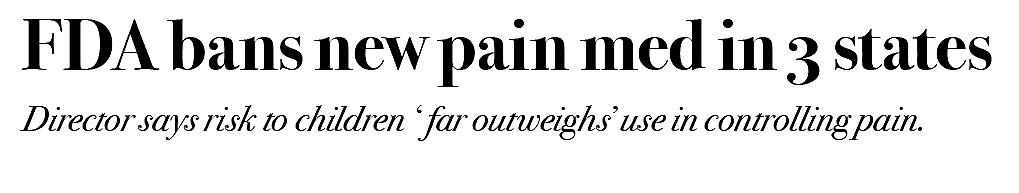 FDA bans new pain med in 3 states
Director says risk to children ‘far outweighs’ use in controlling pain.